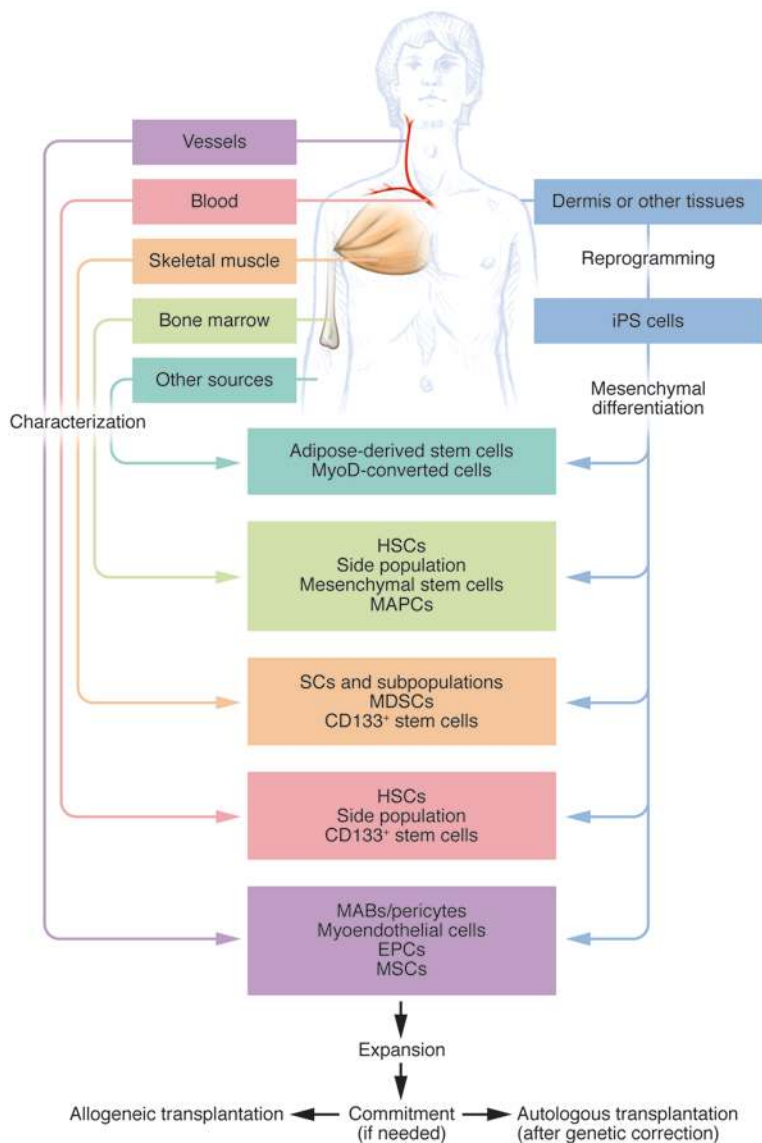 Vessels
Blood
Skeletal muscle
Bone marrow
Other sources
Characterization
Dermis or other tissues
Reprogramming
iPS cells
Mesenchymal
differentiation
Adipose-derived stem cells
MyoD-converted cells
HSCs
Side population
Mesenchymal stem cells
MAPCs
SCs and subpopulations
MDSCs
CD133⁺ stem cells
HSCs
Side population
CD133⁺ stem cells
MABs/pericytes
Myoendothelial cells
EPCs
MSCs
Expansion
Allogeneic transplantation
Commitment
(if needed)
Autologous transplantation
(after genetic correction)